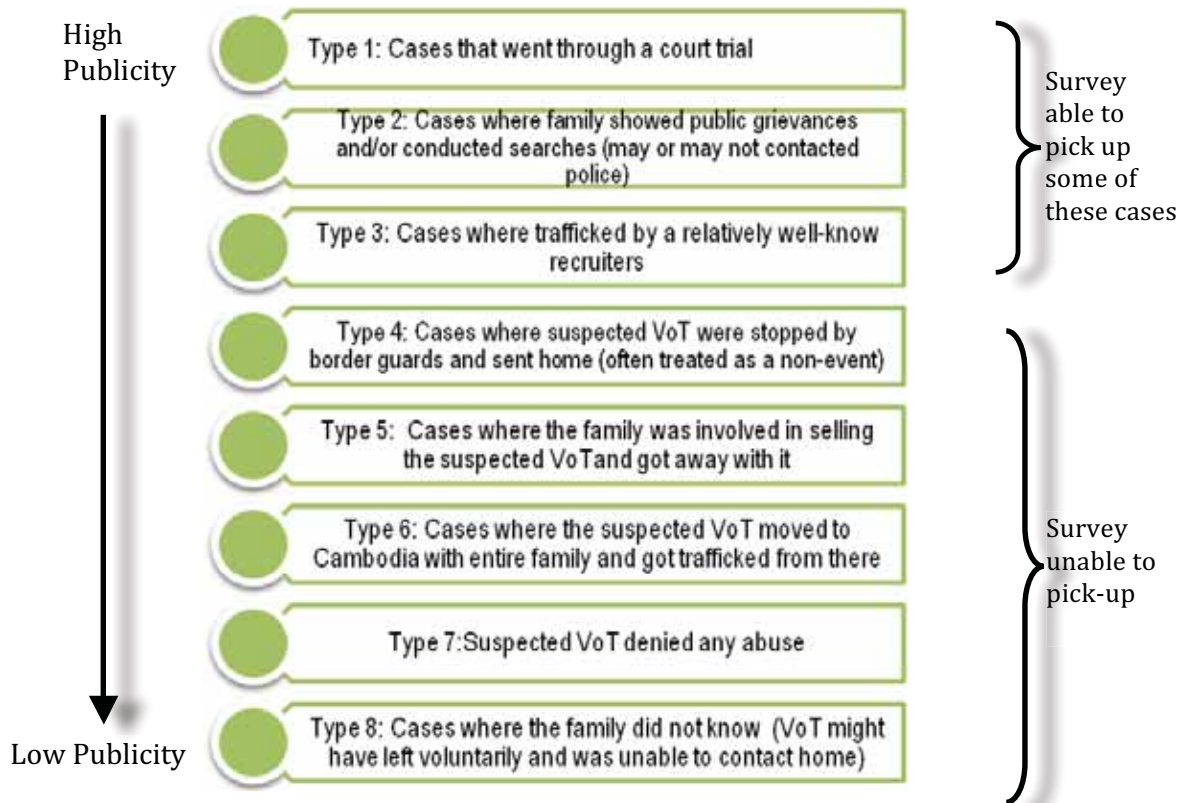 High
Publicity
Type 1: Cases that went through a court trial
Type 2: Cases where family showed public grievances
and/or conducted searches (may or may not contacted
police)
Type 3: Cases where trafficked by a relatively well-know
recruiters
Survey
able to
pick up
some of
these cases
Type 4: Cases where suspected VoT were stopped by
border guards and sent home (often treated as a non-event)
Type 5: Cases where the family was involved in selling
the suspected VoTand got away with it
Type 6: Cases where the suspected VoT moved to
Cambodia with entire family and got trafficked from there
Type 7:Suspected VoT denied any abuse
Type 8: Cases where the family did not know (VoT might
have left voluntarily and was unable to contact home)
Survey
unable to
pick-up
Low Publicity